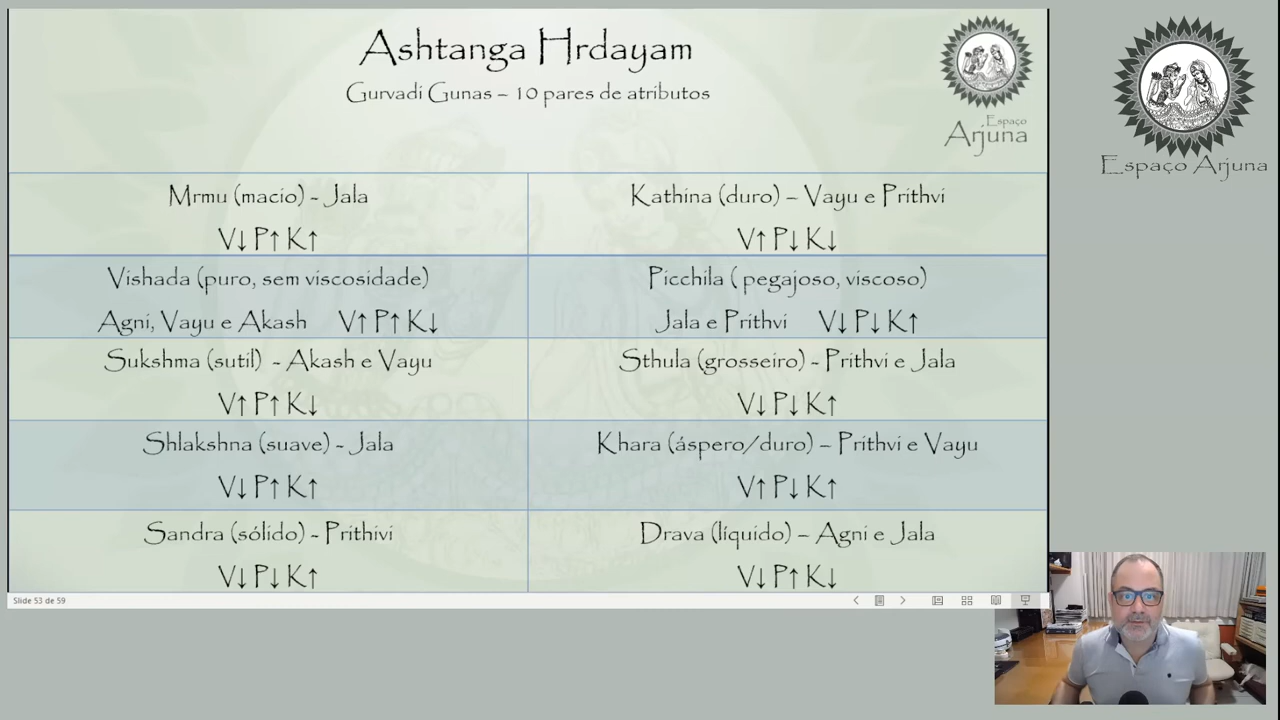 Ashtanga Hrdayam
Gurvadi Gunas – 10 pares de atributos
Espaço
Arjuna
Espaço Arjuna
Mrmu (macio) - Jala
V↓ P↑ K↑
Kathina (duro) – Vayu e Prithvi
V↑ P↓ K↓
Vishada (puro, sem viscosidade)
Agni, Vayu e Akash V↑ P↑ K↓
Picchila ( pegajoso, viscoso)
Jala e Prithvi V↓ P↓ K↑
Sukshma (sutil) - Akash e Vayu
V↑ P↑ K↓
Sthula (grosseiro) - Prithvi e Jala
V↓ P↓ K↑
Shlakshna (suave) - Jala
V↓ P↑ K↑
Khara (áspero/duro) – Prithvi e Vayu
V↑ P↓ K↑
Sandra (sólido) - Prithivi
V↓ P↓ K↑
Drava (líquido) – Agni e Jala
V↓ P↑ K↓
Slide 53 de 59